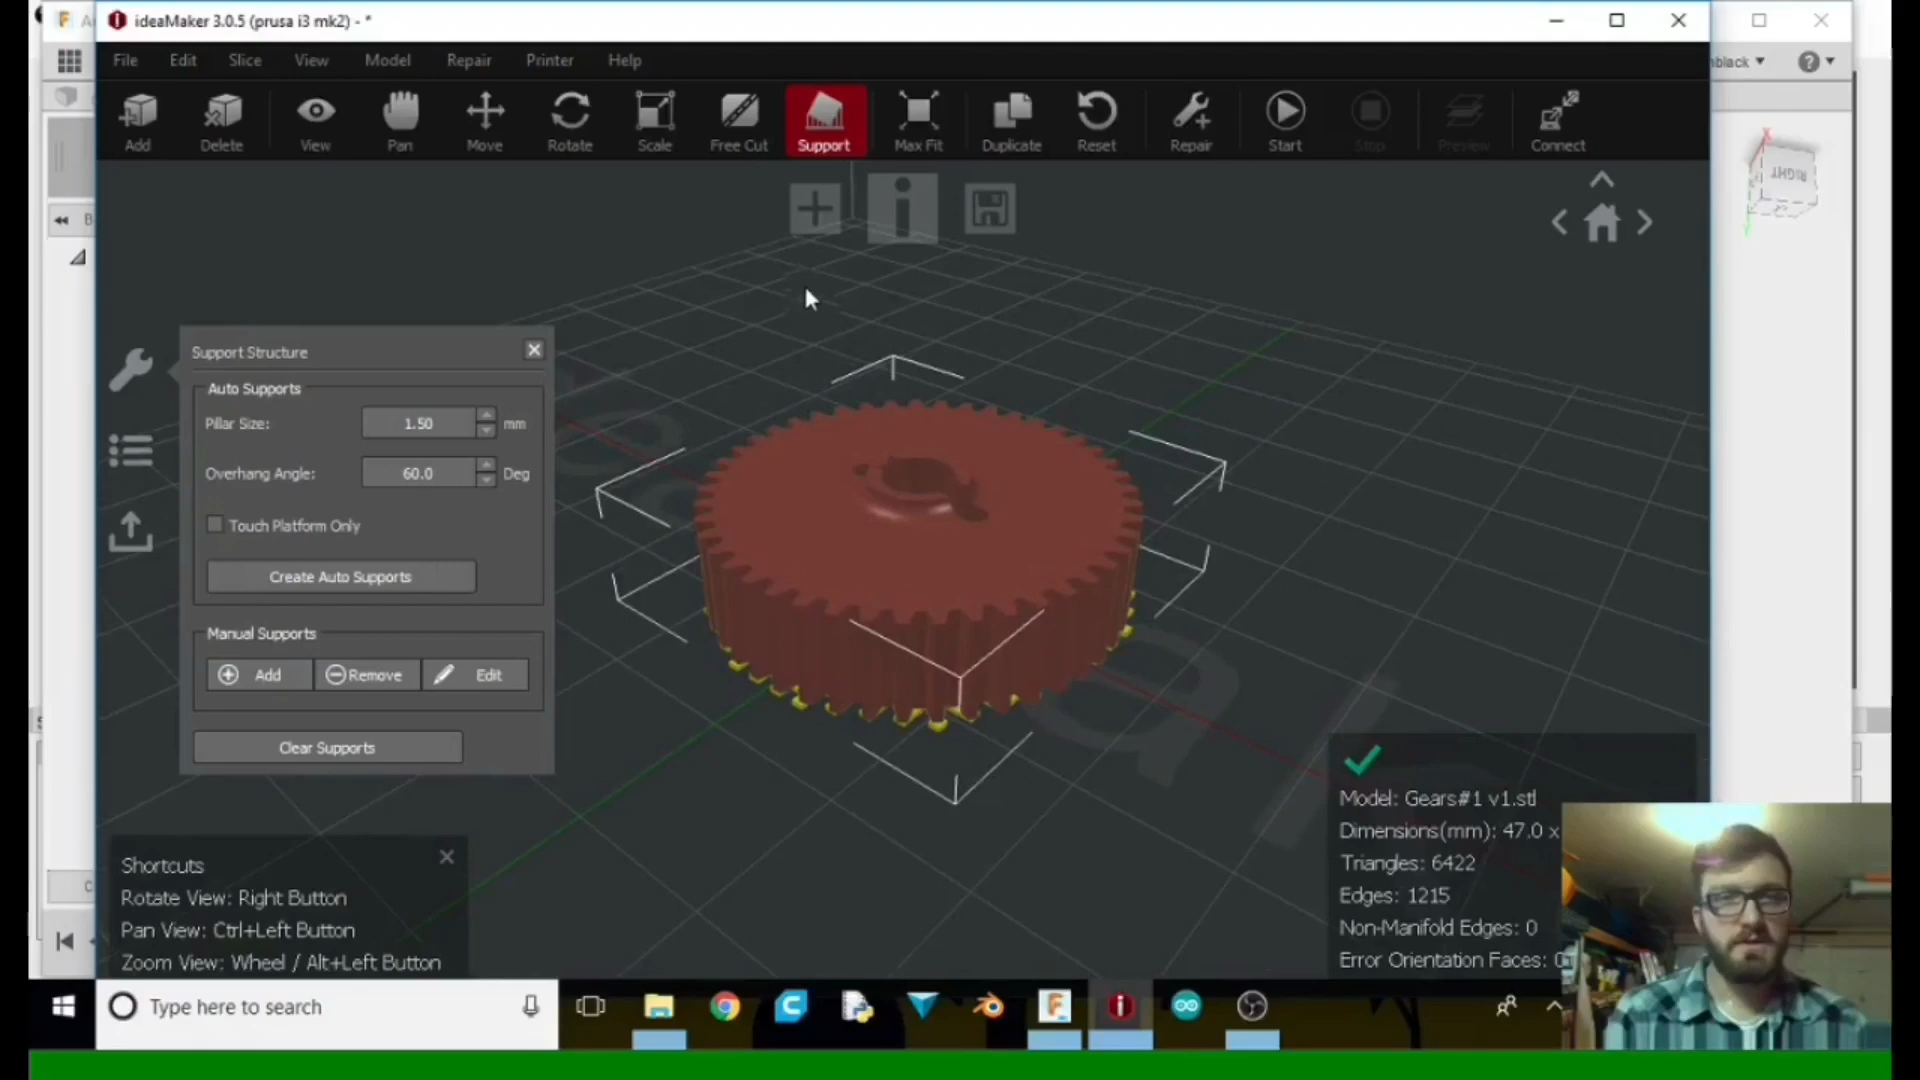 ideaMaker 3.0.5 (prusa i3 mk2) - *
File Edit Slice View Model Repair Printer Help
nblack
Add Delete View Pan Move Rotate Scale Free Cut Support Max Fit Duplicate Reset Repair Start Stop Preview Connect
RIGHT
Support Structure
Auto Supports
Pillar Size: 1.50 mm
Overhang Angle: 60.0 Deg
Touch Platform Only
Create Auto Supports
Manual Supports
Add Remove Edit
Clear Supports
Shortcuts
Rotate View: Right Button
Pan View: Ctrl+Left Button
Zoom View: Wheel / Alt+Left Button
Model: Gears#1 v1.stl
Dimensions(mm): 47.0 x
Triangles: 6422
Edges: 1215
Non-Manifold Edges: 0
Error Orientation Faces: 0
Type here to search